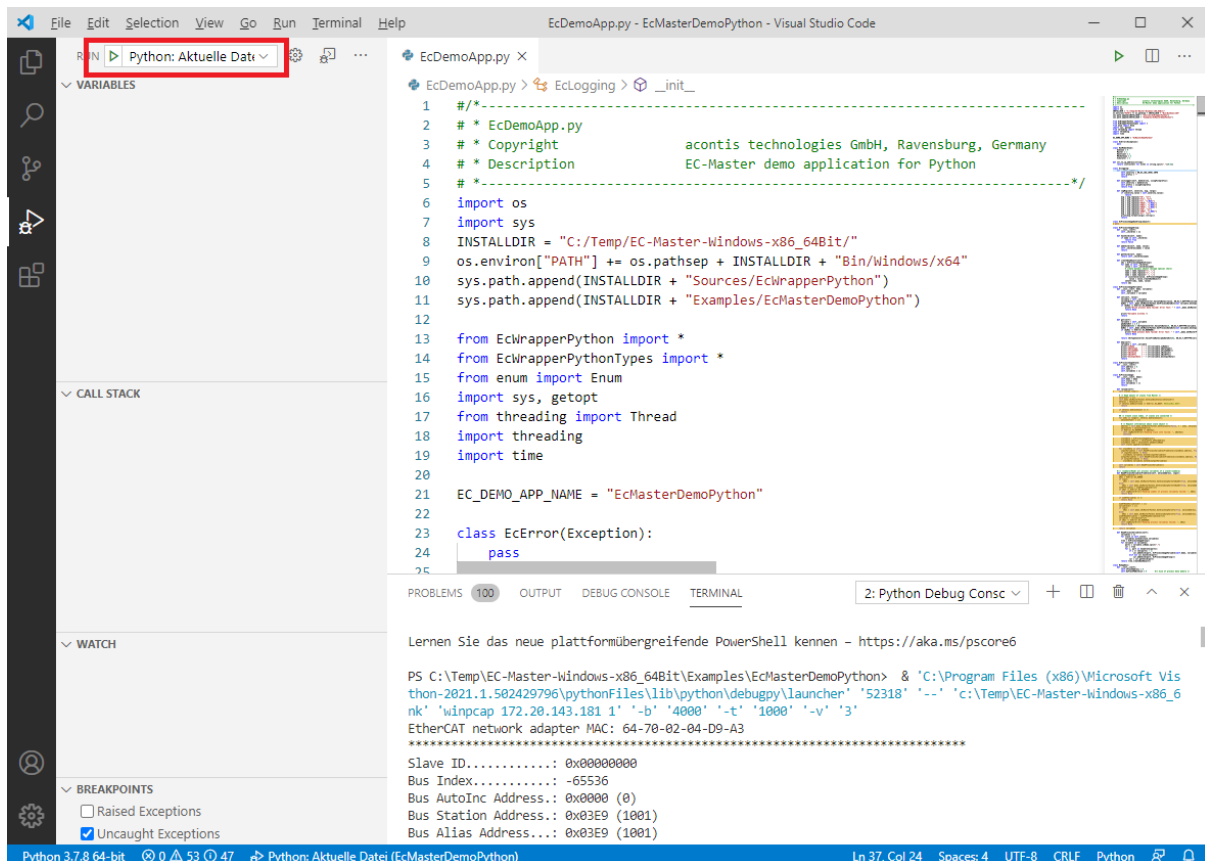 File Edit Selection View Go Run Terminal Help EcDemoApp.py - EcMasterDemoPython - Visual Studio Code
RUN Python: Aktuelle Date
VARIABLES
CALL STACK
WATCH
BREAKPOINTS
Raised Exceptions
Uncaught Exceptions
EcDemoApp.py
EcDemoApp.py > EcLogging > __init__
1 #/*-----------------------------------------------------------------------------
2 # * EcDemoApp.py
3 # * Copyright acontis technologies GmbH, Ravensburg, Germany
4 # * Description EC-Master demo application for Python
5 # *---------------------------------------------------------------------------*/
6 import os
7 import sys
8 INSTALLDIR = "C:/Temp/EC-Master-Windows-x86_64Bit/"
9 os.environ["PATH"] += os.pathsep + INSTALLDIR + "Bin/Windows/x64"
10 sys.path.append(INSTALLDIR + "Sources/EcWrapperPython")
11 sys.path.append(INSTALLDIR + "Examples/EcMasterDemoPython")
12
13 from EcWrapperPython import *
14 from EcWrapperPythonTypes import *
15 from enum import Enum
16 import sys, getopt
17 from threading import Thread
18 import threading
19 import time
20
21 EC_DEMO_APP_NAME = "EcMasterDemoPython"
22
23 class EcError(Exception):
24 pass
25
PROBLEMS 100 OUTPUT DEBUG CONSOLE TERMINAL 2: Python Debug Consc
Lernen Sie das neue plattformübergreifende PowerShell kennen – https://aka.ms/pscore6
PS C:\Temp\EC-Master-Windows-x86_64Bit\Examples\EcMasterDemoPython> & 'C:\Program Files (x86)\Microsoft Vis
thon-2021.1.502429796\pythonFiles\lib\python\debugpy\launcher' '52318' '--' 'c:\Temp\EC-Master-Windows-x86_6
nk' 'winpcap 172.20.143.181 1' '-b' '4000' '-t' '1000' '-v' '3'
EtherCAT network adapter MAC: 64-70-02-04-D9-A3
******************************************************************************
Slave ID............: 0x00000000
Bus Index...........: -65536
Bus AutoInc Address.: 0x0000 (0)
Bus Station Address.: 0x03E9 (1001)
Bus Alias Address...: 0x03E9 (1001)
Python 3.7.8 64-bit 0 53 47 Python: Aktuelle Datei (EcMasterDemoPython) Ln 37, Col 24 Spaces: 4 UTF-8 CRLF Python